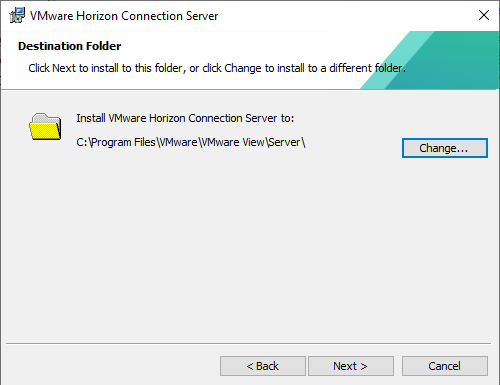 VMware Horizon Connection Server
Destination Folder
Click Next to install to this folder, or click Change to install to a different folder.
Install VMware Horizon Connection Server to:
C:\Program Files\VMware\VMware View\Server\
Change...
< Back
Next >
Cancel